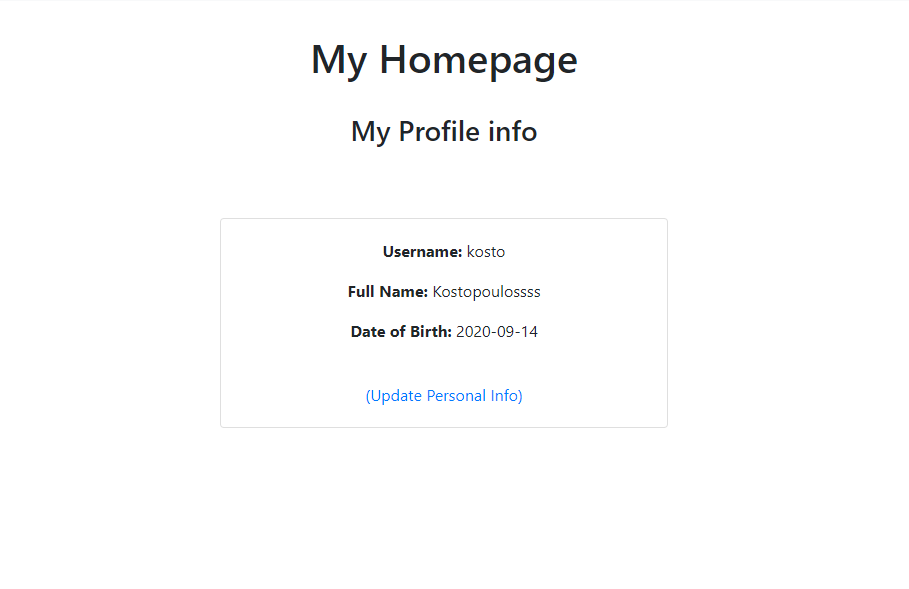 My Homepage
My Profile info
Username: kosto
Full Name: Kostopoulossss
Date of Birth: 2020-09-14
(Update Personal Info)